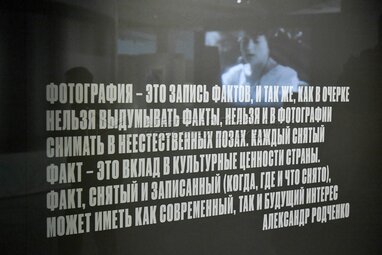 ФОТОГРАФИЯ – ЭТО ЗАПИСЬ ФАКТОВ, И ТАК ЖЕ, КАК В ОЧЕРКЕ
НЕЛЬЗЯ ВЫДУМЫВАТЬ ФАКТЫ, НЕЛЬЗЯ И В ФОТОГРАФИИ
СНИМАТЬ В НЕЕСТЕСТВЕННЫХ ПОЗАХ. КАЖДЫЙ СНЯТЫЙ
ФАКТ – ЭТО ВКЛАД В КУЛЬТУРНЫЕ ЦЕННОСТИ СТРАНЫ.
ФАКТ, СНЯТЫЙ И ЗАПИСАННЫЙ (КОГДА, ГДЕ И ЧТО СНЯТО),
МОЖЕТ ИМЕТЬ КАК СОВРЕМЕННЫЙ, ТАК И БУДУЩИЙ ИНТЕРЕС
АЛЕКСАНДР РОДЧЕНКО